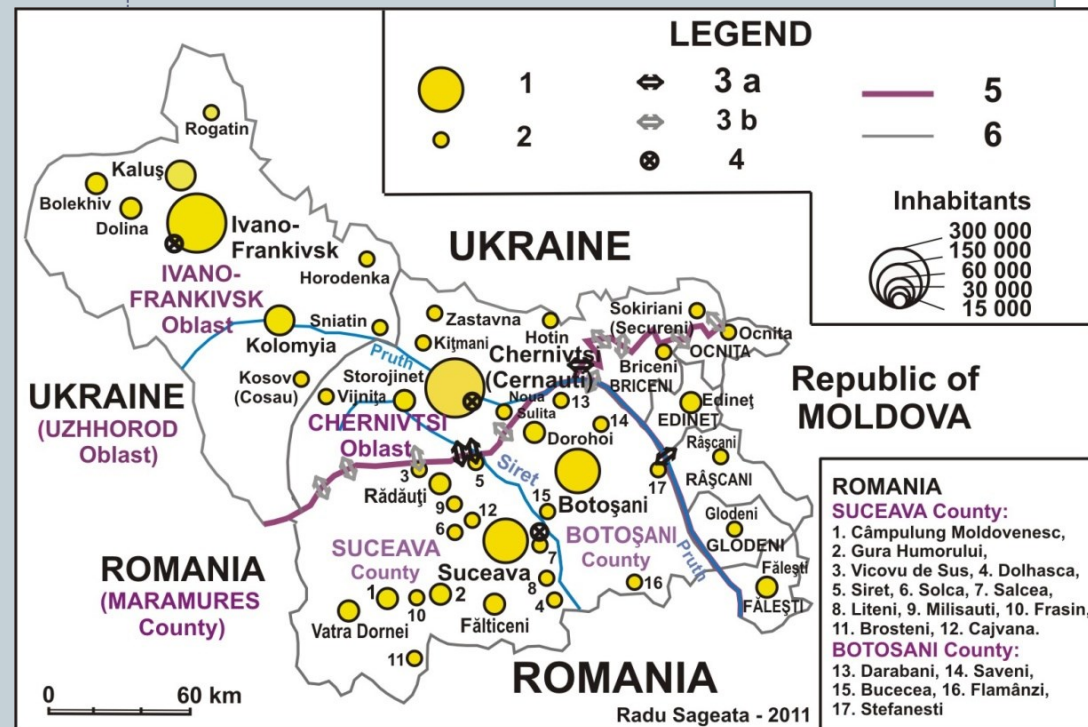 LEGEND
1
2
3 a
3 b
4
5
6
Inhabitants
300 000
150 000
60 000
30 000
15 000
Rogatin
Kaluş
Bolekhiv
Dolina
Ivano-
Frankivsk
IVANO-
FRANKIVSK
Oblast
Horodenka
UKRAINE
Kolomyia
Sniatin
Pruth
Zastavna
Kiţmani
Hotin
Sokiriani
(Secureni)
Ocnita
OCNITA
Chernivtsi
(Cernauti)
Briceni
BRICENI
Kosov
(Cosau)
Vijniţa
Storojinet
Noua
Sulita
13
Edineţ
EDINET
Republic of
MOLDOVA
UKRAINE
(UZHHOROD
Oblast)
CHERNIVTSI
Oblast
Dorohoi
14
Râşcani
RÂŞCANI
3
5
Siret
17
Rădăuţi
Botoşani
9
12
6
15
Glodeni
GLODENI
SUCEAVA
County
BOTOŞANI
County
Pruth
7
Suceava
Făleşti
FĂLEŞTI
ROMANIA
(MARAMURES
County)
8
16
1
10
2
4
Vatra Dornei
Fălticeni
11
ROMANIA
0
60 km
Radu Sageata - 2011
ROMANIA
SUCEAVA County:
1. Câmpulung Moldovenesc,
2. Gura Humorului,
3. Vicovu de Sus, 4. Dolhasca,
5. Siret, 6. Solca, 7. Salcea,
8. Liteni, 9. Milisauti, 10. Frasin,
11. Brosteni, 12. Cajvana.
BOTOSANI County:
13. Darabani, 14. Saveni,
15. Bucecea, 16. Flamânzi,
17. Stefanesti